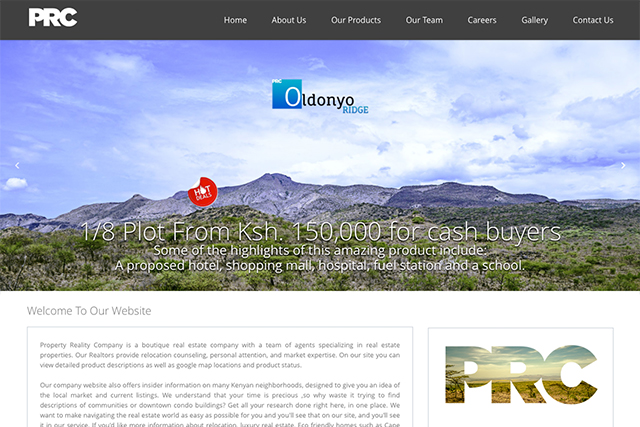 PRC
Home About Us Our Products Our Team Careers Gallery Contact Us
PRC
Oldonyo
RIDGE
HOT
DEALS
1/8 Plot From Ksh. 150,000 for cash buyers
Some of the highlights of this amazing product include:
A proposed hotel, shopping mall, hospital, fuel station and a school.
Welcome To Our Website
Property Reality Company is a boutique real estate company with a team of agents specializing in real estate
properties. Our Realtors provide relocation counseling, personal attention, and market expertise. On our site you can
view detailed product descriptions as well as google map locations and product status.
Our company website also offers insider information on many Kenyan neighborhoods, designed to give you an idea of
the local market and current listings. We understand that your time is precious ,so why waste it trying to find
descriptions of communities or downtown condo buildings? Get all your research done right here, in one place. We
want to make navigating the real estate world as easy as possible for you and you'll see that on our site, and you'll see
it in our service. If you'd like more information about relocation, luxury real estate, Eco friendly homes such as Cape
PRC